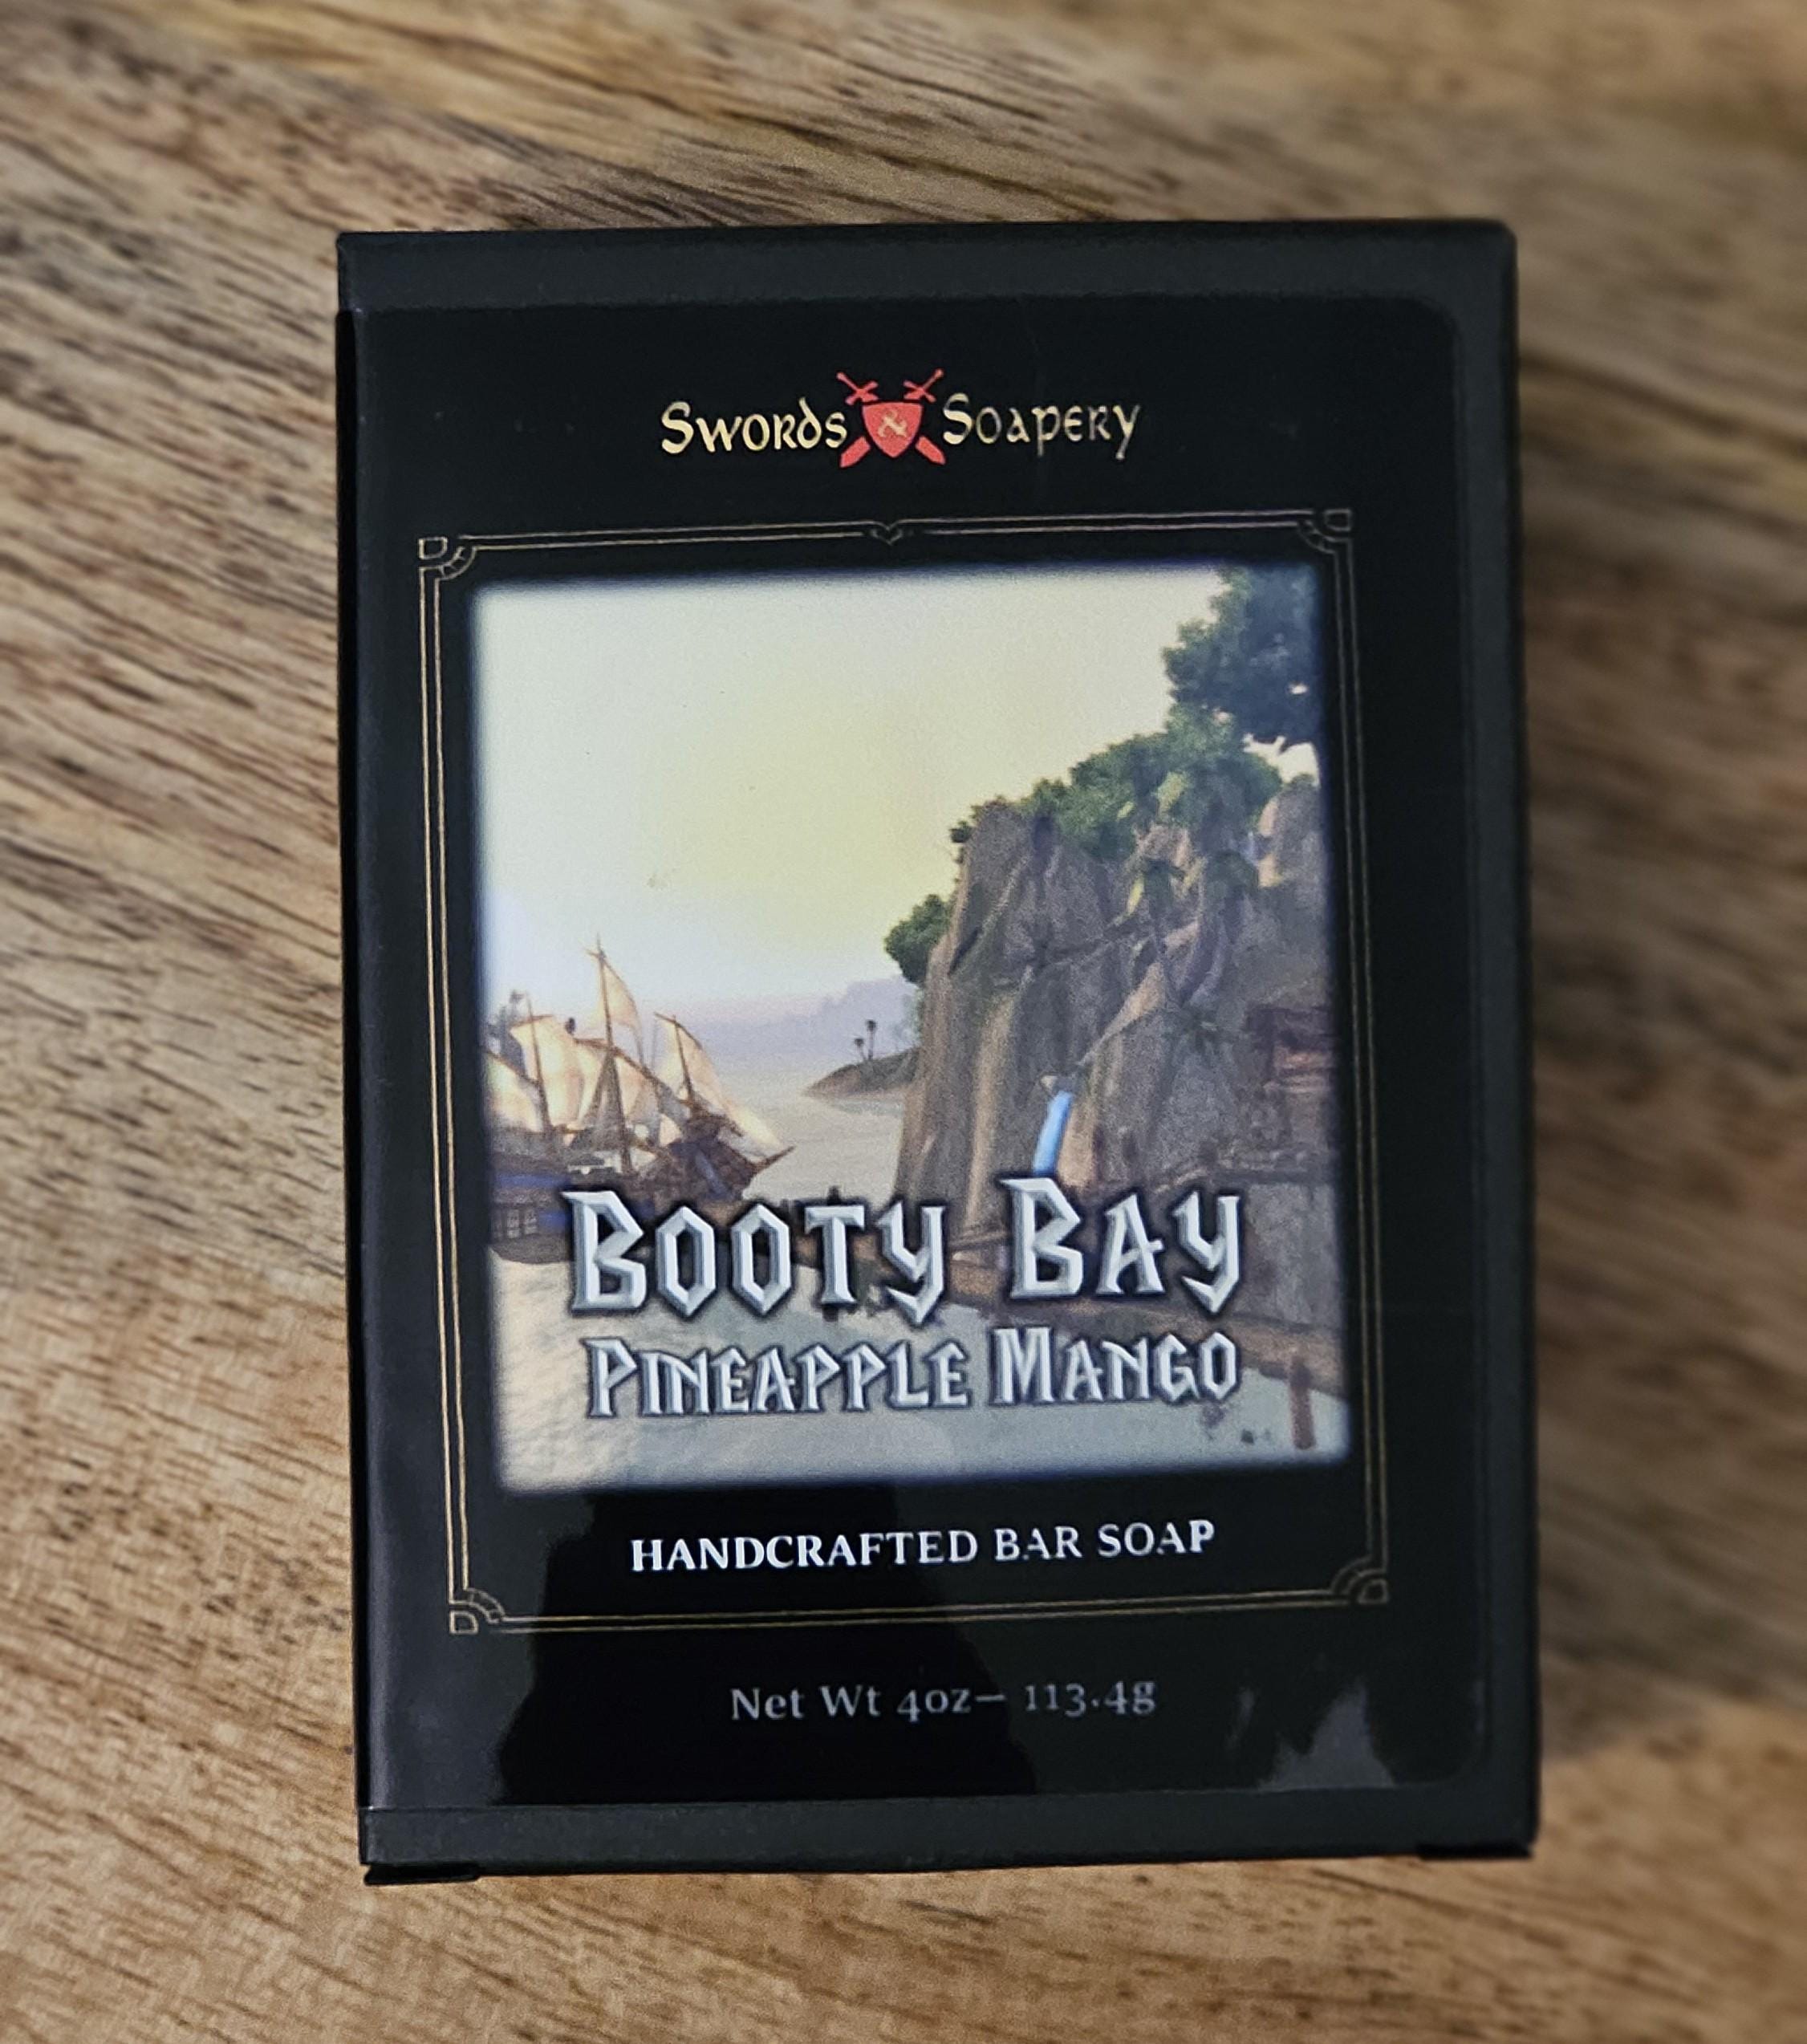 Swords & Soapery
Booty Bay
Pineapple Mango
HANDCRAFTED BAR SOAP
Net Wt 4oz– 113.4g